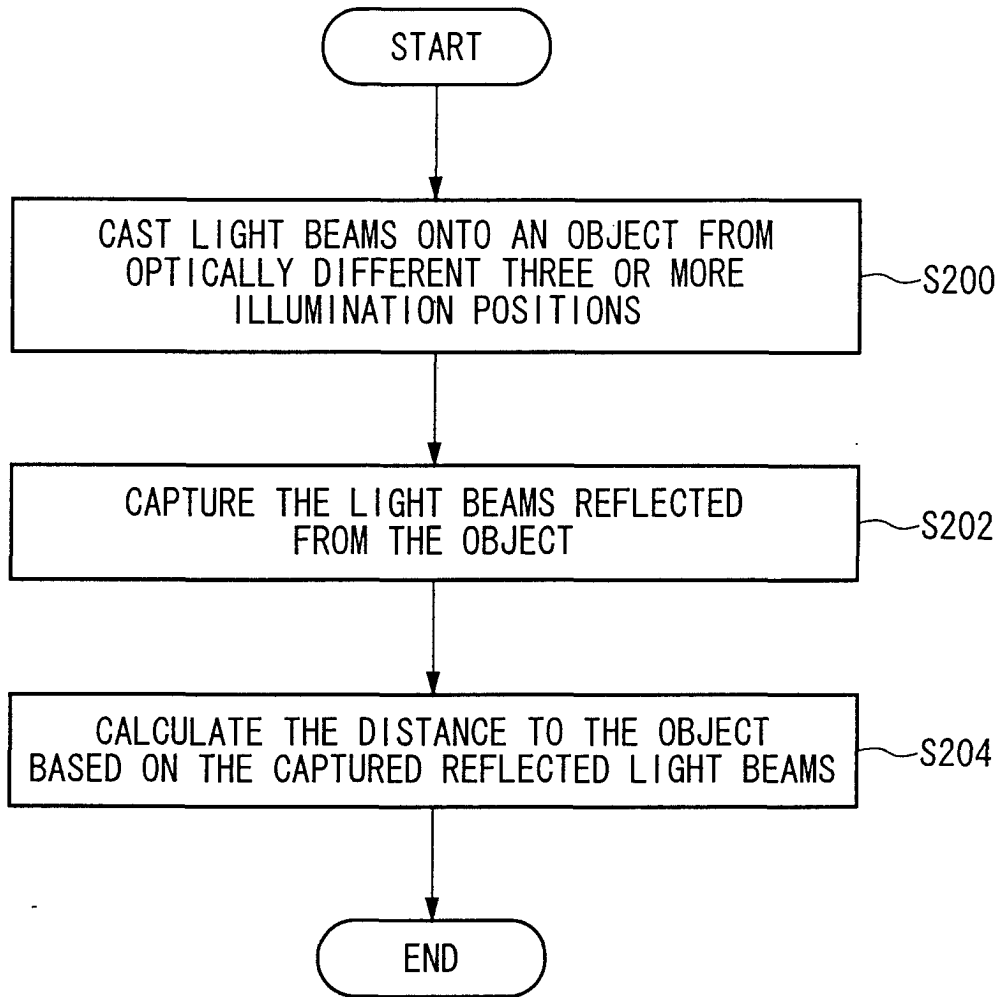 START
CAST LIGHT BEAMS ONTO AN OBJECT FROM
OPTICALLY DIFFERENT THREE OR MORE
ILLUMINATION POSITIONS
S200
CAPTURE THE LIGHT BEAMS REFLECTED
FROM THE OBJECT
S202
CALCULATE THE DISTANCE TO THE OBJECT
BASED ON THE CAPTURED REFLECTED LIGHT BEAMS
S204
END